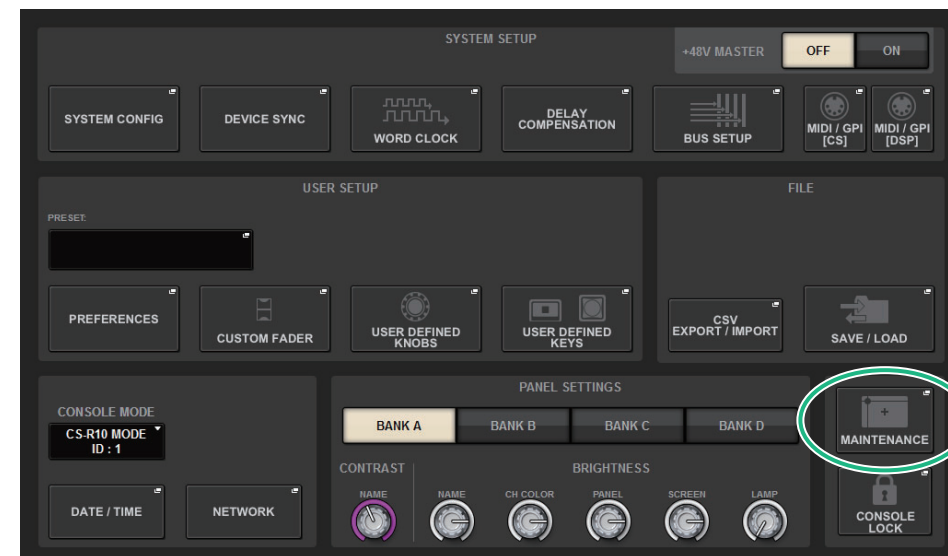 SYSTEM SETUP
+48V MASTER
OFF
ON
SYSTEM CONFIG
DEVICE SYNC
WORD CLOCK
DELAY
COMPENSATION
BUS SETUP
MIDI / GPI
[CS]
MIDI / GPI
[DSP]
USER SETUP
PRESET:
PREFERENCES
CUSTOM FADER
USER DEFINED
KNOBS
USER DEFINED
KEYS
FILE
CSV
EXPORT / IMPORT
SAVE / LOAD
CONSOLE MODE
CS-R10 MODE
ID : 1
DATE / TIME
NETWORK
PANEL SETTINGS
BANK A
BANK B
BANK C
BANK D
CONTRAST
BRIGHTNESS
NAME
NAME
CH COLOR
PANEL
SCREEN
LAMP
MAINTENANCE
CONSOLE
LOCK